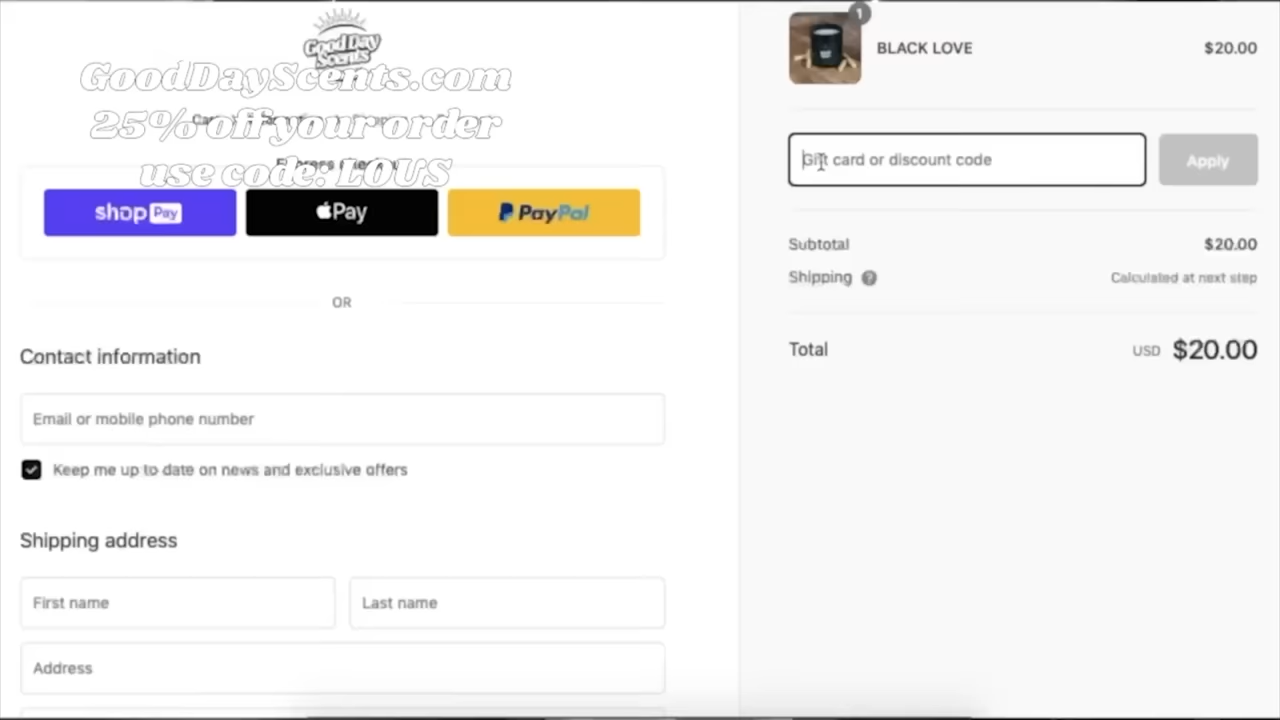 Good Day
Scents
GoodDayScents.com
25% off your order
use code: LOUS
shop Pay
Pay
PayPal
OR
Contact information
Email or mobile phone number
Keep me up to date on news and exclusive offers
Shipping address
First name
Last name
Address
1
BLACK LOVE
$20.00
Gift card or discount code
Apply
Subtotal
$20.00
Shipping
?
Calculated at next step
Total
USD $20.00